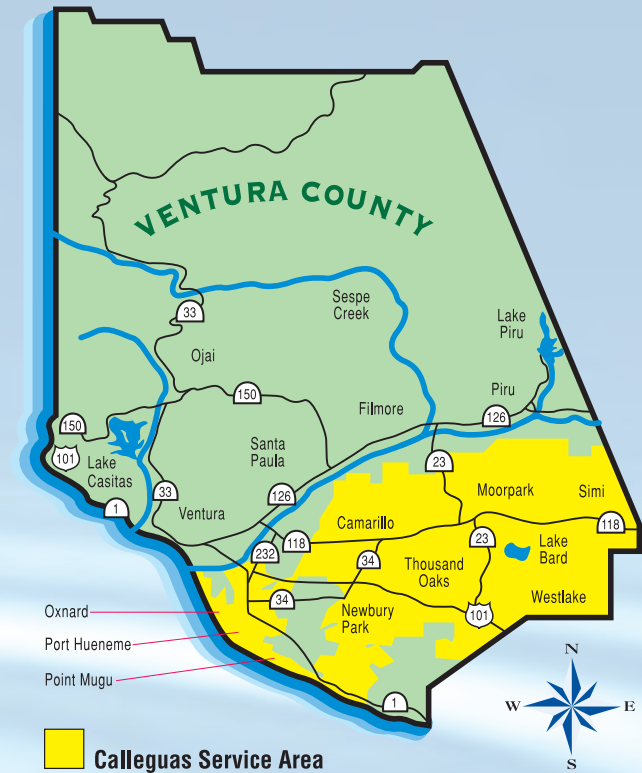 VENTURA COUNTY
Sespe
Creek
33
Lake
Piru
Ojai
150
Piru
Filmore
126
150
101
Lake
Casitas
Santa
Paula
23
33
126
Moorpark
Simi
1
Ventura
Camarillo
118
232
118
34
23
Lake
Bard
Thousand
Oaks
34
Newbury
Park
101
Westlake
Oxnard
Port Hueneme
Point Mugu
1
N
W
E
S
Calleguas Service Area